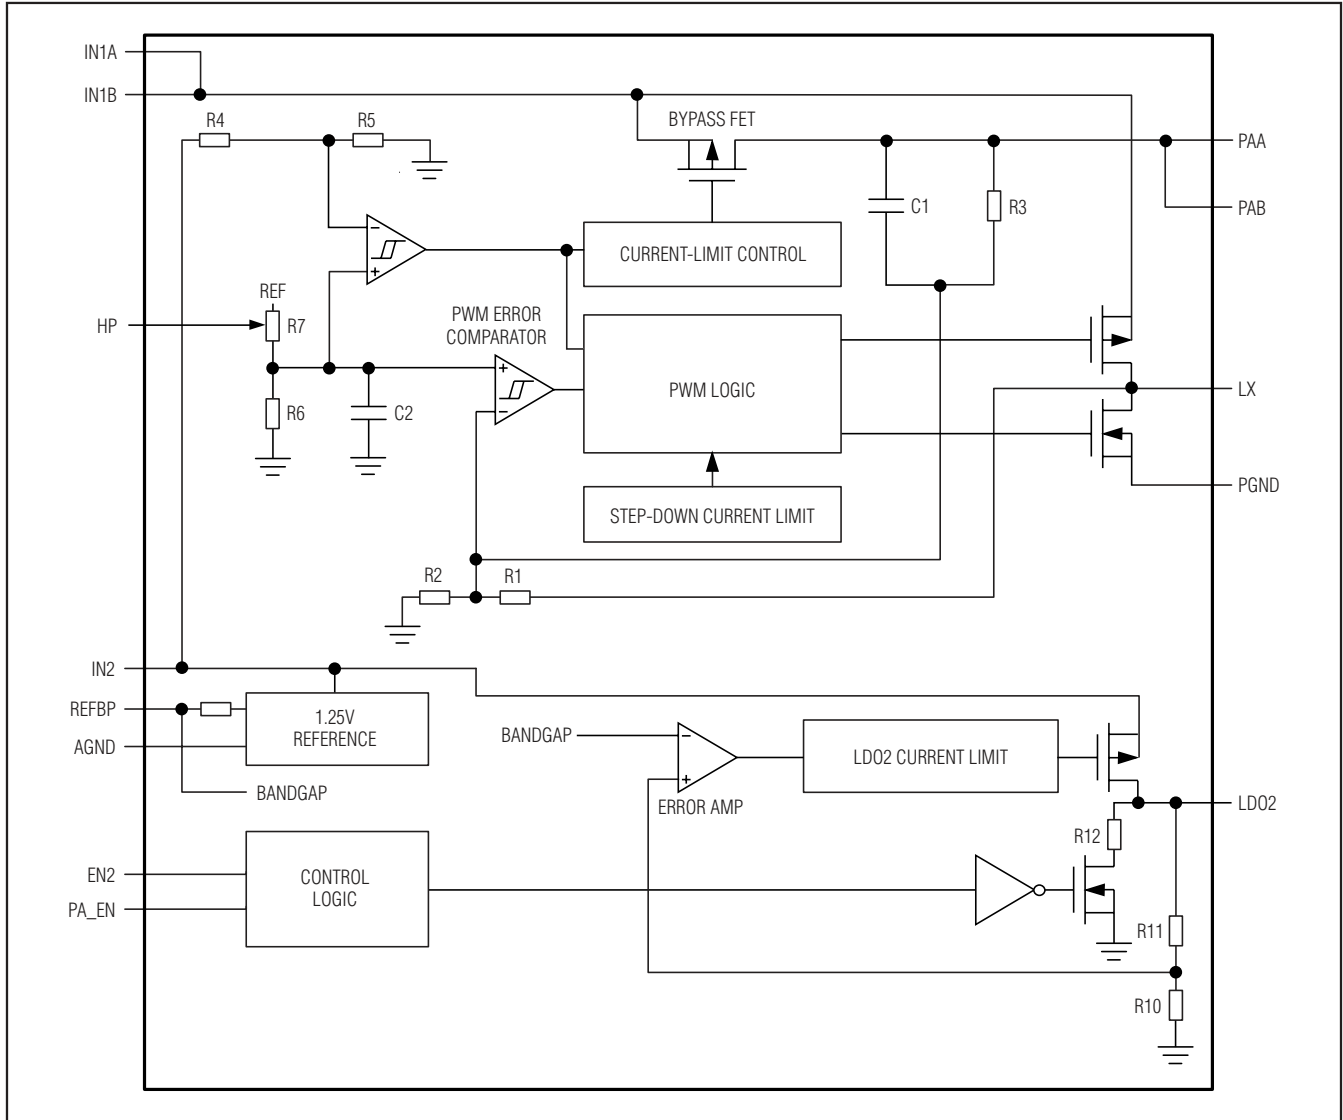 IN1A
IN1B
R4
R5
BYPASS FET
PAA
PAB
C1
R3
−
+
CURRENT-LIMIT CONTROL
REF
HP
R7
PWM ERROR
COMPARATOR
+
−
PWM LOGIC
LX
R6
C2
PGND
STEP-DOWN CURRENT LIMIT
R2
R1
IN2
REFBP
AGND
1.25V
REFERENCE
BANDGAP
BANDGAP
−
+
ERROR AMP
LDO2 CURRENT LIMIT
LDO2
R12
EN2
PA_EN
CONTROL
LOGIC
R11
R10